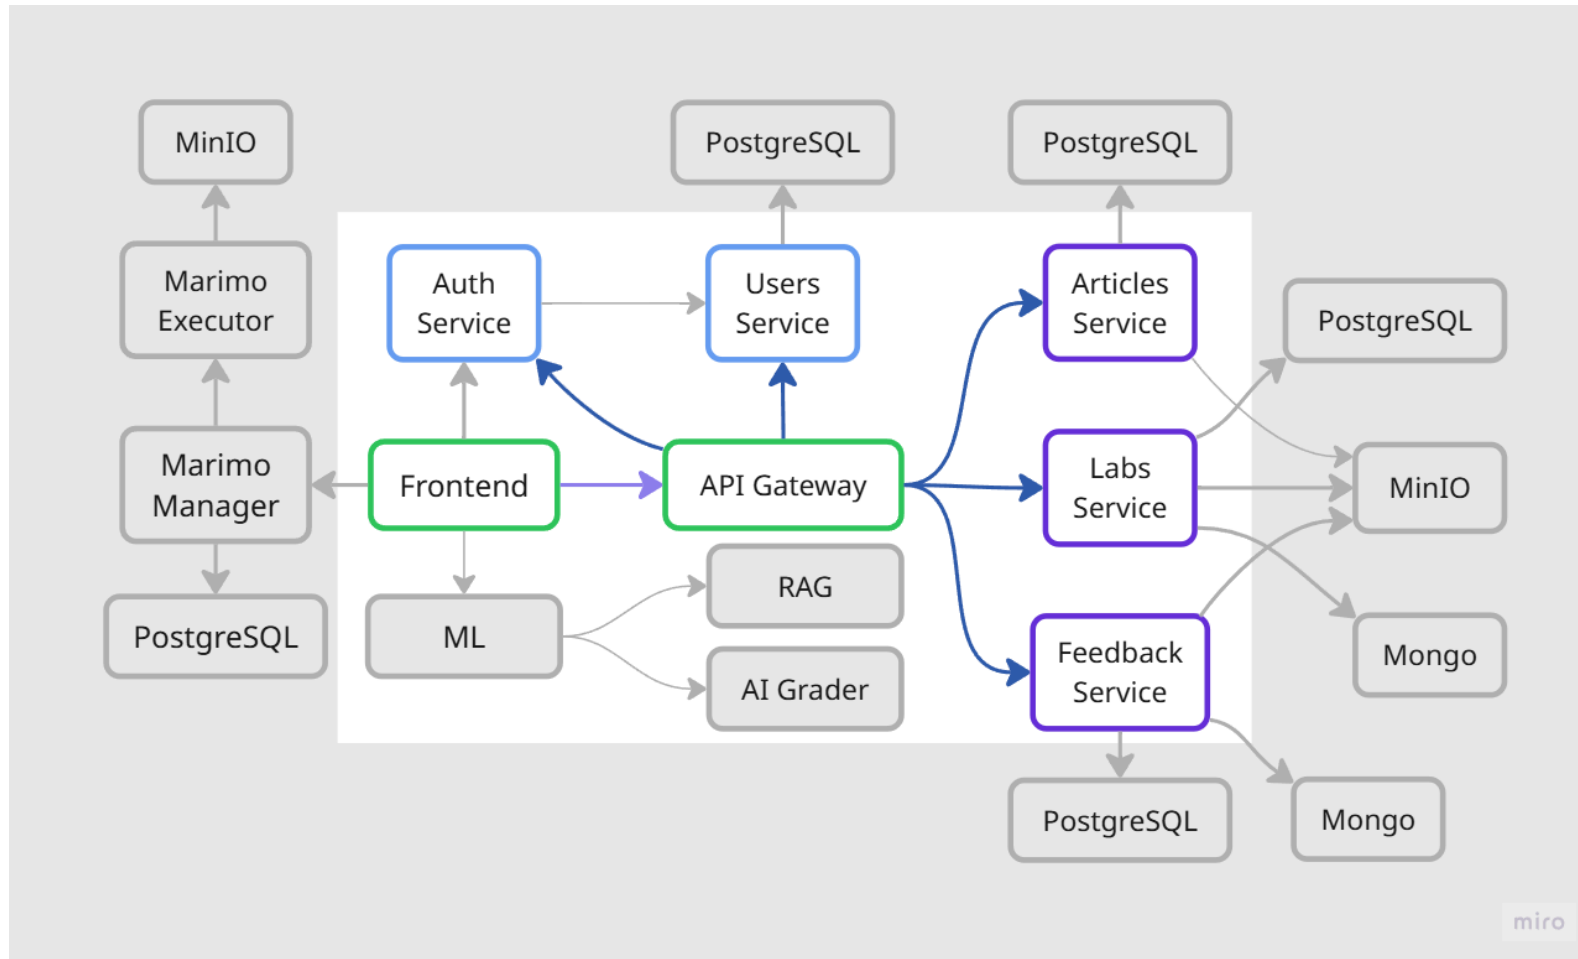 MinIO
PostgreSQL
PostgreSQL
Marimo
Executor
Auth
Service
Users
Service
Articles
Service
PostgreSQL
Marimo
Manager
Frontend
API Gateway
Labs
Service
MinIO
PostgreSQL
ML
RAG
AI Grader
Feedback
Service
Mongo
PostgreSQL
Mongo
miro